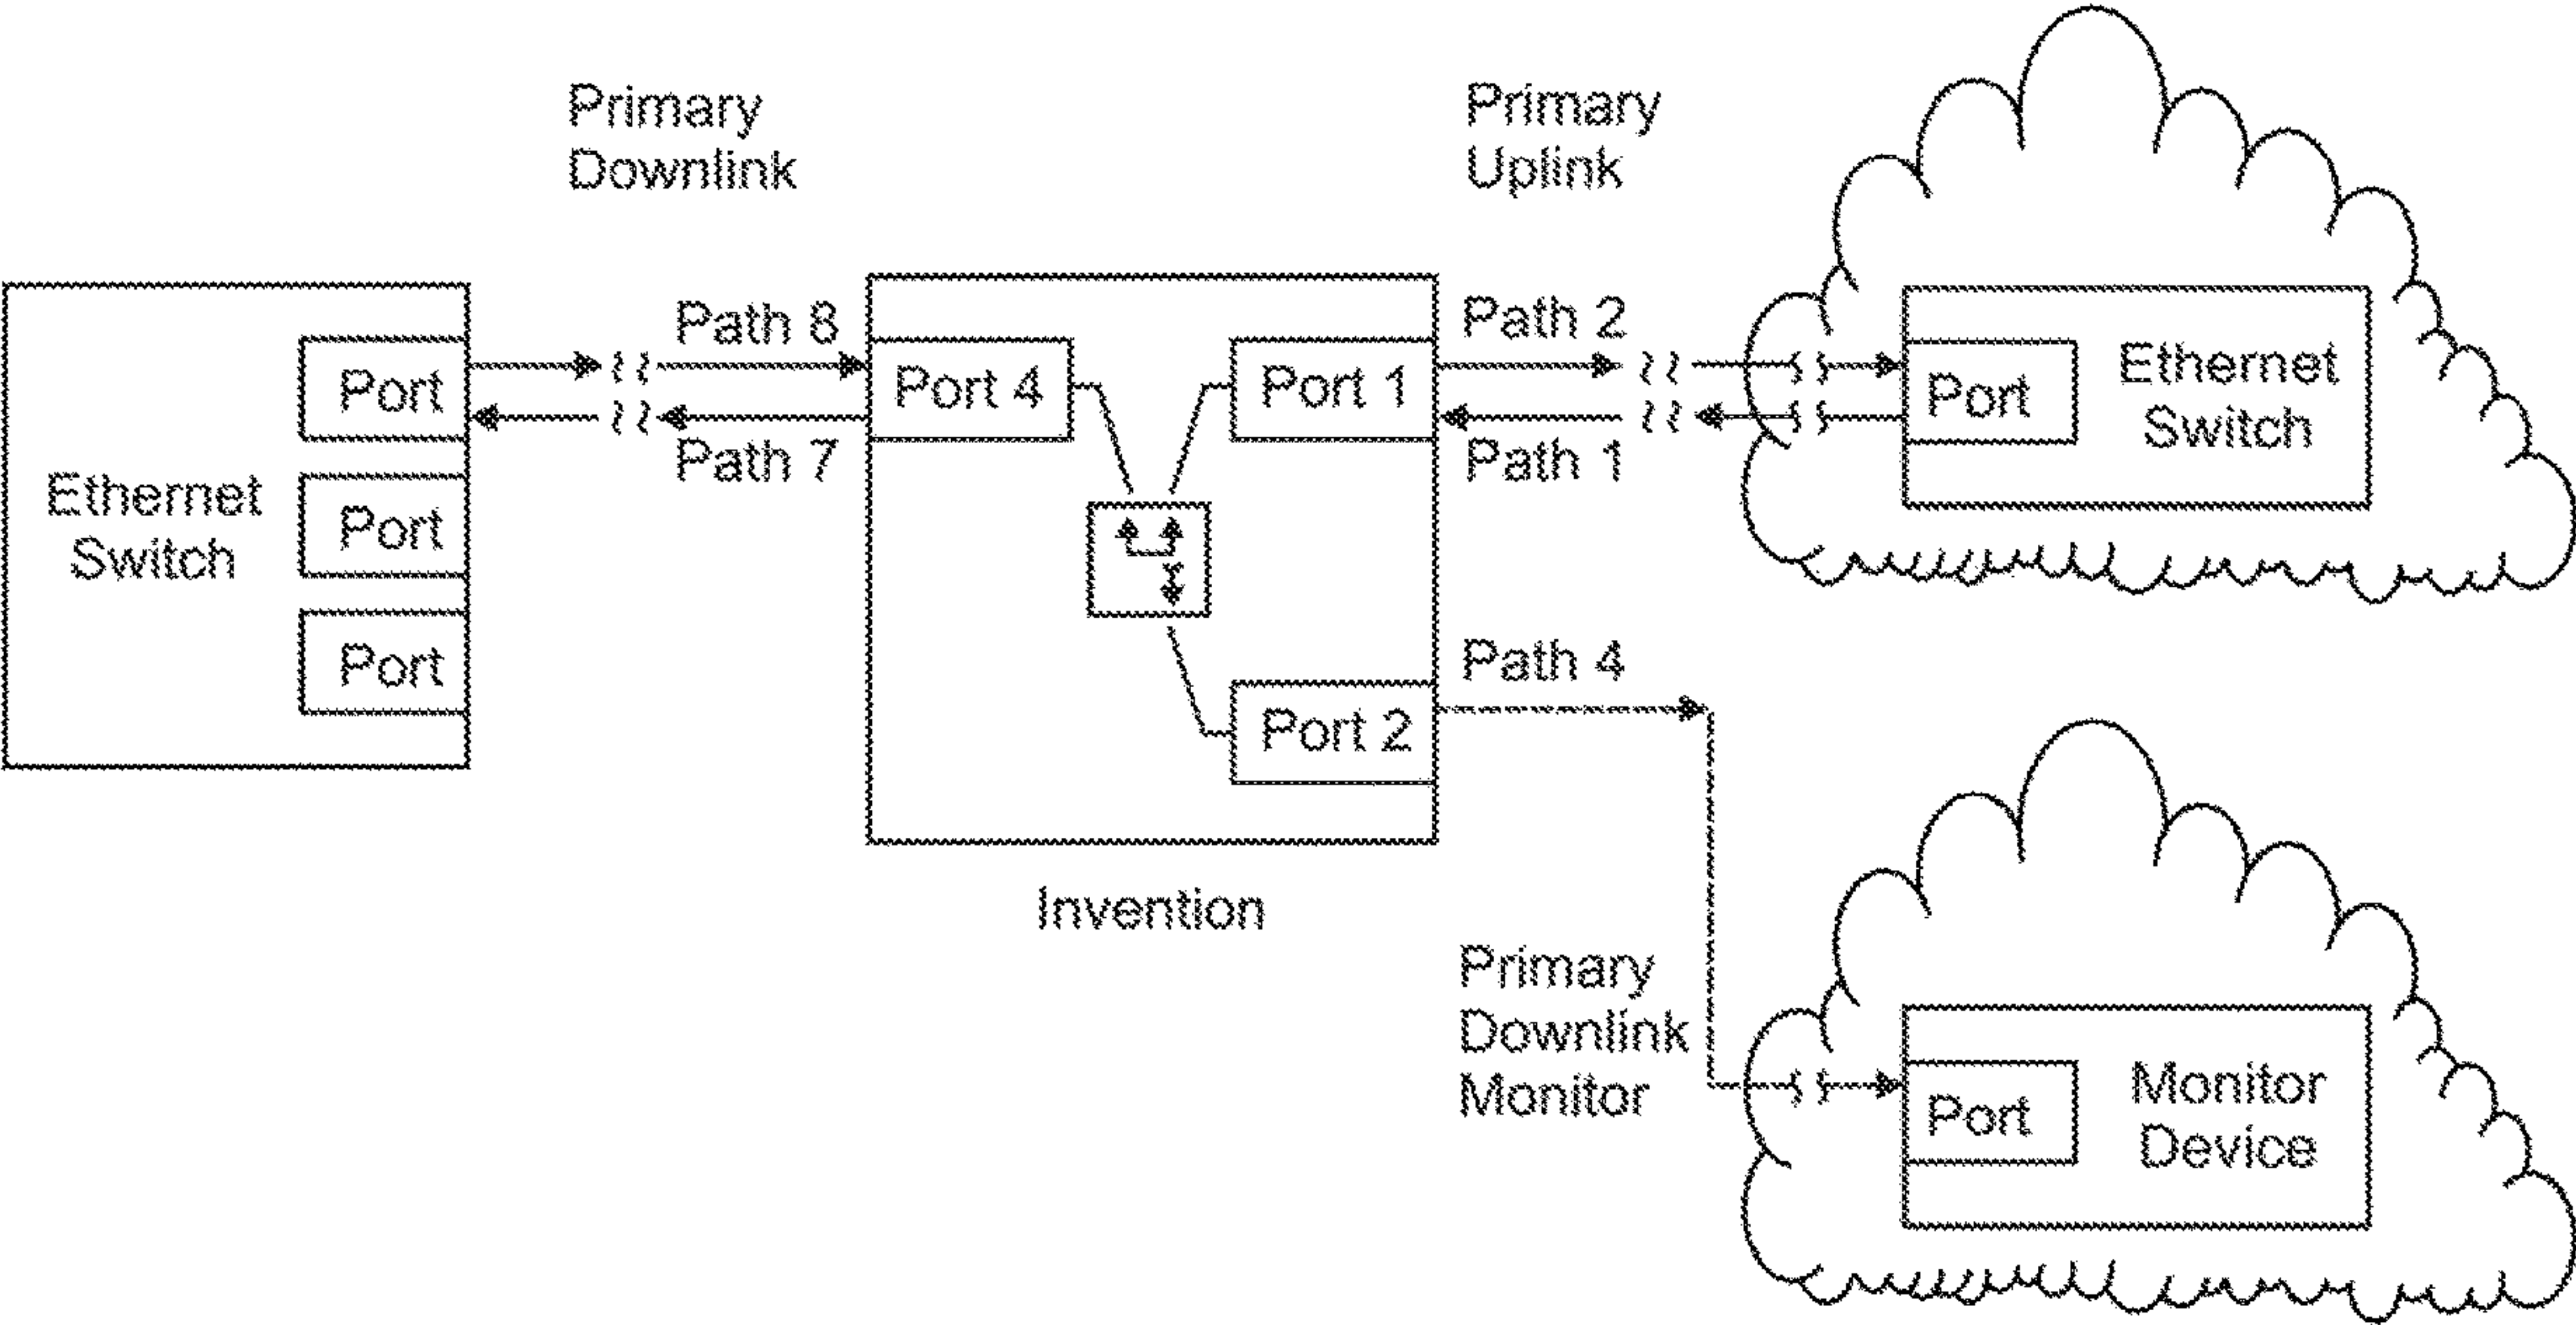 Primary
Downlink
Primary
Uplink
Path 8
Path 2
Port
Port 4
Port 1
Port
Ethernet
Switch
Path 7
Path 1
Ethernet
Switch
Port
Port
Path 4
Port 2
Invention
Primary
Downlink
Monitor
Port
Monitor
Device